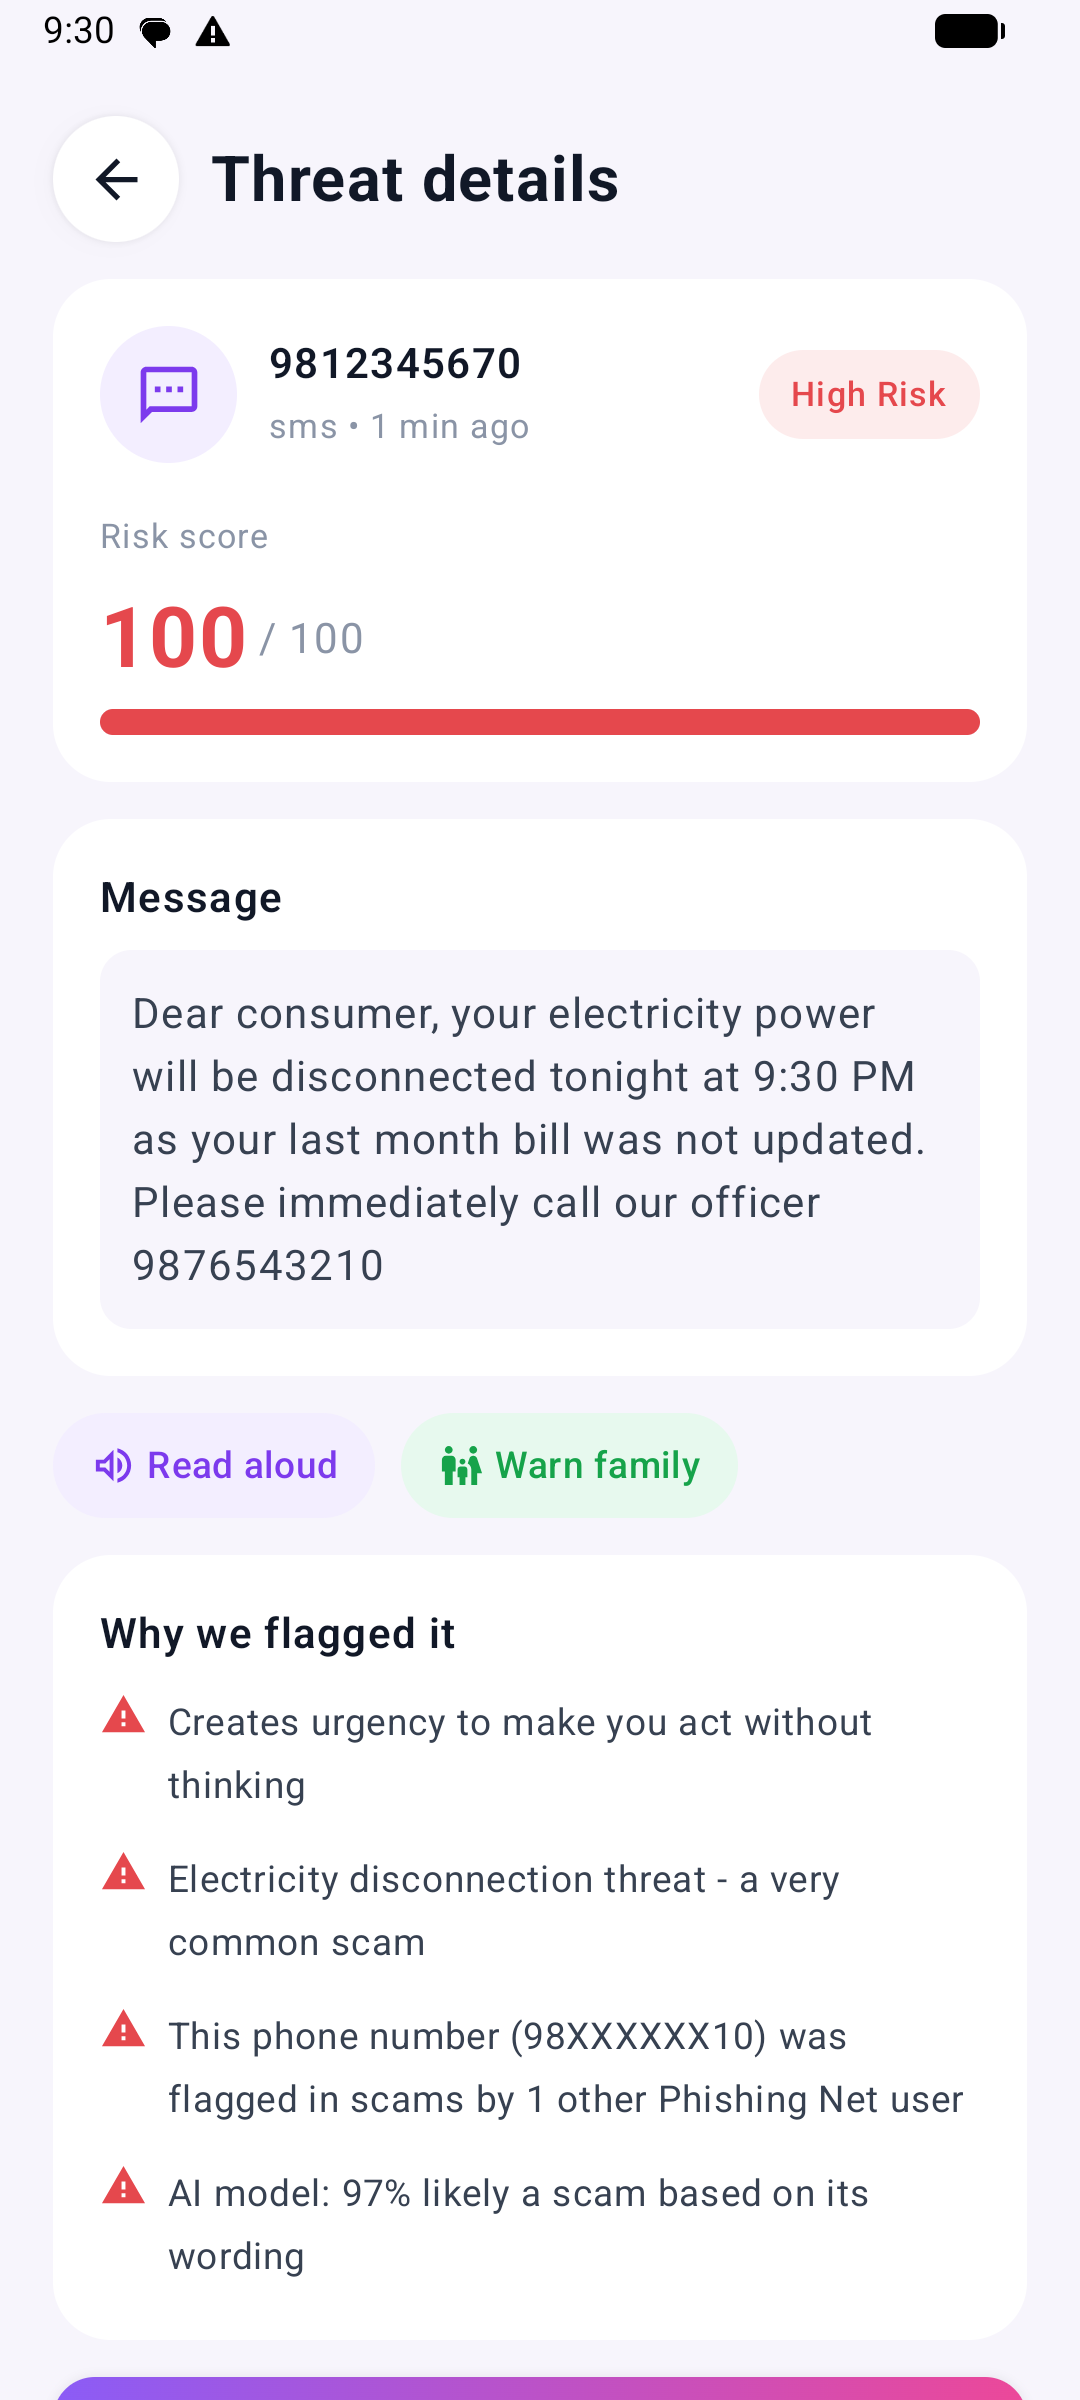 9:30
Threat details
9812345670
sms • 1 min ago
High Risk
Risk score
100 / 100
Message
Dear consumer, your electricity power
will be disconnected tonight at 9:30 PM
as your last month bill was not updated.
Please immediately call our officer
9876543210
Read aloud
Warn family
Why we flagged it
Creates urgency to make you act without
thinking
Electricity disconnection threat - a very
common scam
This phone number (98XXXXXX10) was
flagged in scams by 1 other Phishing Net user
AI model: 97% likely a scam based on its
wording